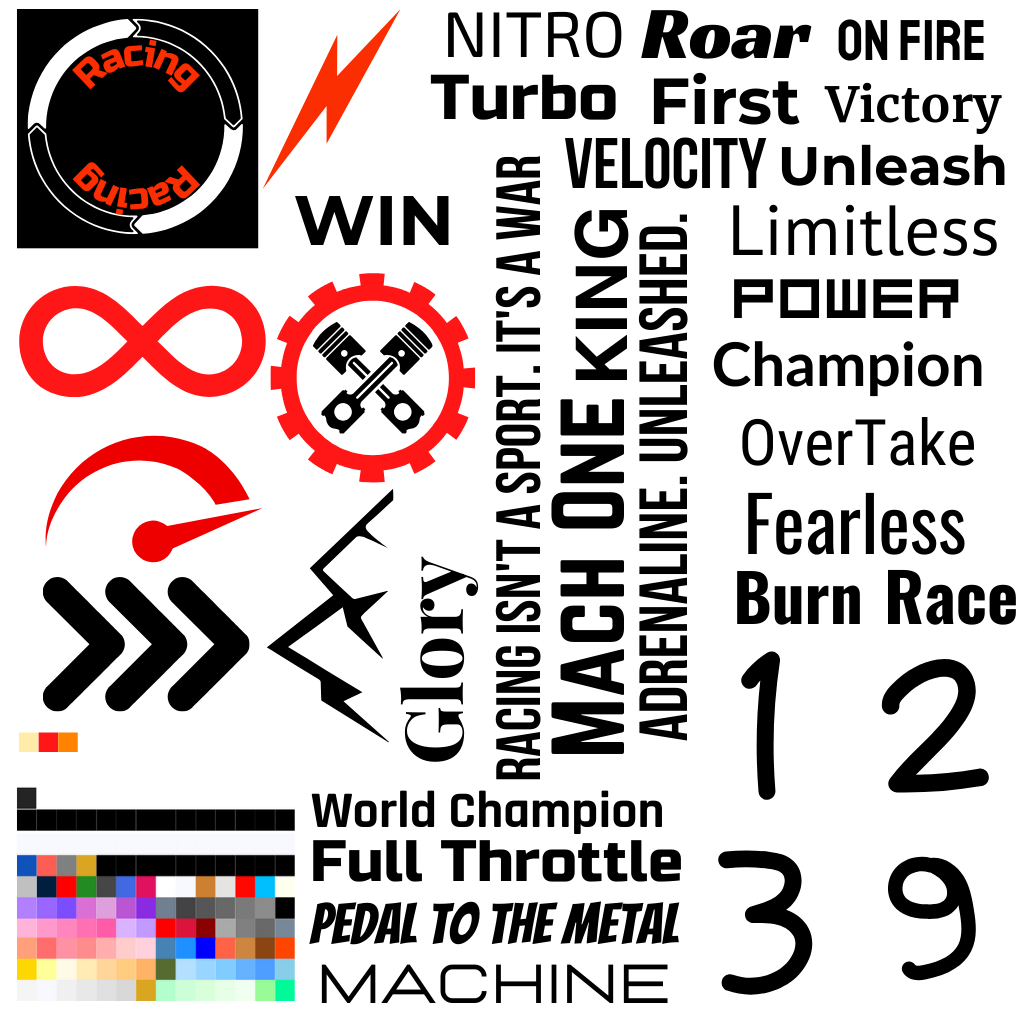 Racing
Racing
NITRO
Roar
ON FIRE
Turbo
First
Victory
VELOCITY
Unleash
WIN
Limitless
POWER
Champion
OverTake
Fearless
Burn Race
RACING ISN'T A SPORT. IT'S A WAR
MACH ONE KING
ADRENALINE. UNLEASHED.
Glory
1
2
3
9
World Champion
Full Throttle
PEDAL TO THE METAL
MACHINE